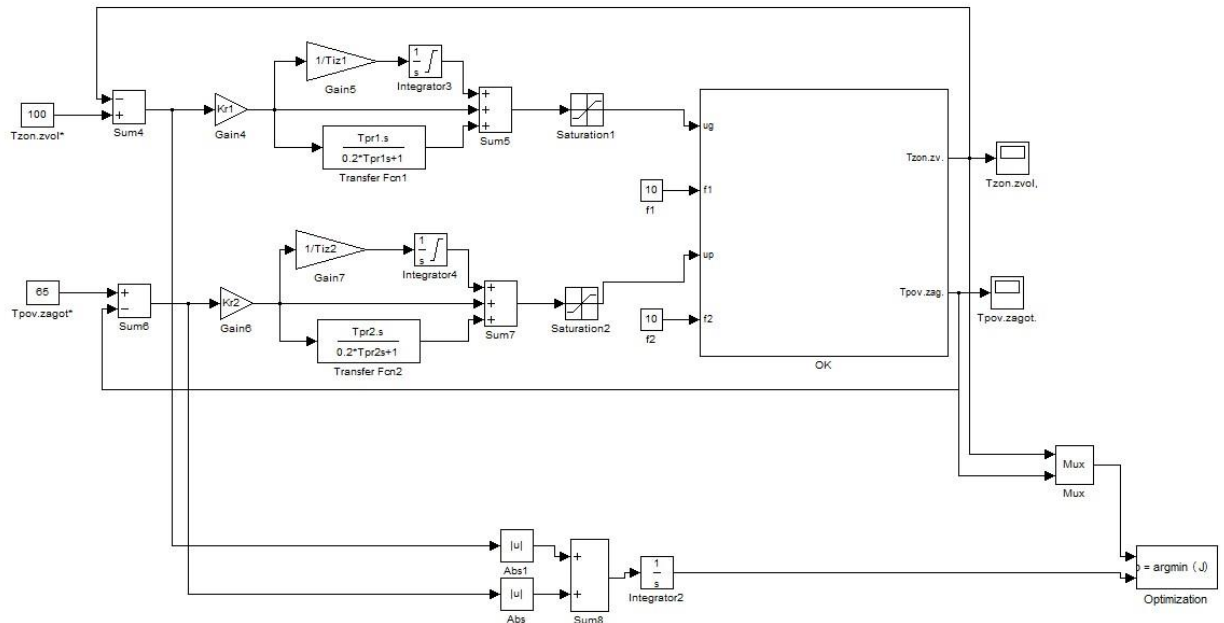 1/Tiz1
Gain5
1
s
Integrator3
100
Tzon.zvol*
−
+
Sum4
Kr1
Gain4
Tpr1.s
0.2*Tpr1s+1
Transfer Fcn1
+
+
+
Sum5
Saturation1
ug
f1
up
f2
Tzon.zv.
Tpov.zag.
OK
10
f1
10
f2
Tzon.zvol,
Tpov.zagot.
1/Tiz2
Gain7
1
s
Integrator4
65
Tpov.zagot*
+
−
Sum6
Kr2
Gain6
Tpr2.s
0.2*Tpr2s+1
Transfer Fcn2
+
+
+
Sum7
Saturation2
Mux
Mux
|u|
Abs1
|u|
Abs
+
+
Sum8
1
s
Integrator2
= argmin (J)
Optimization